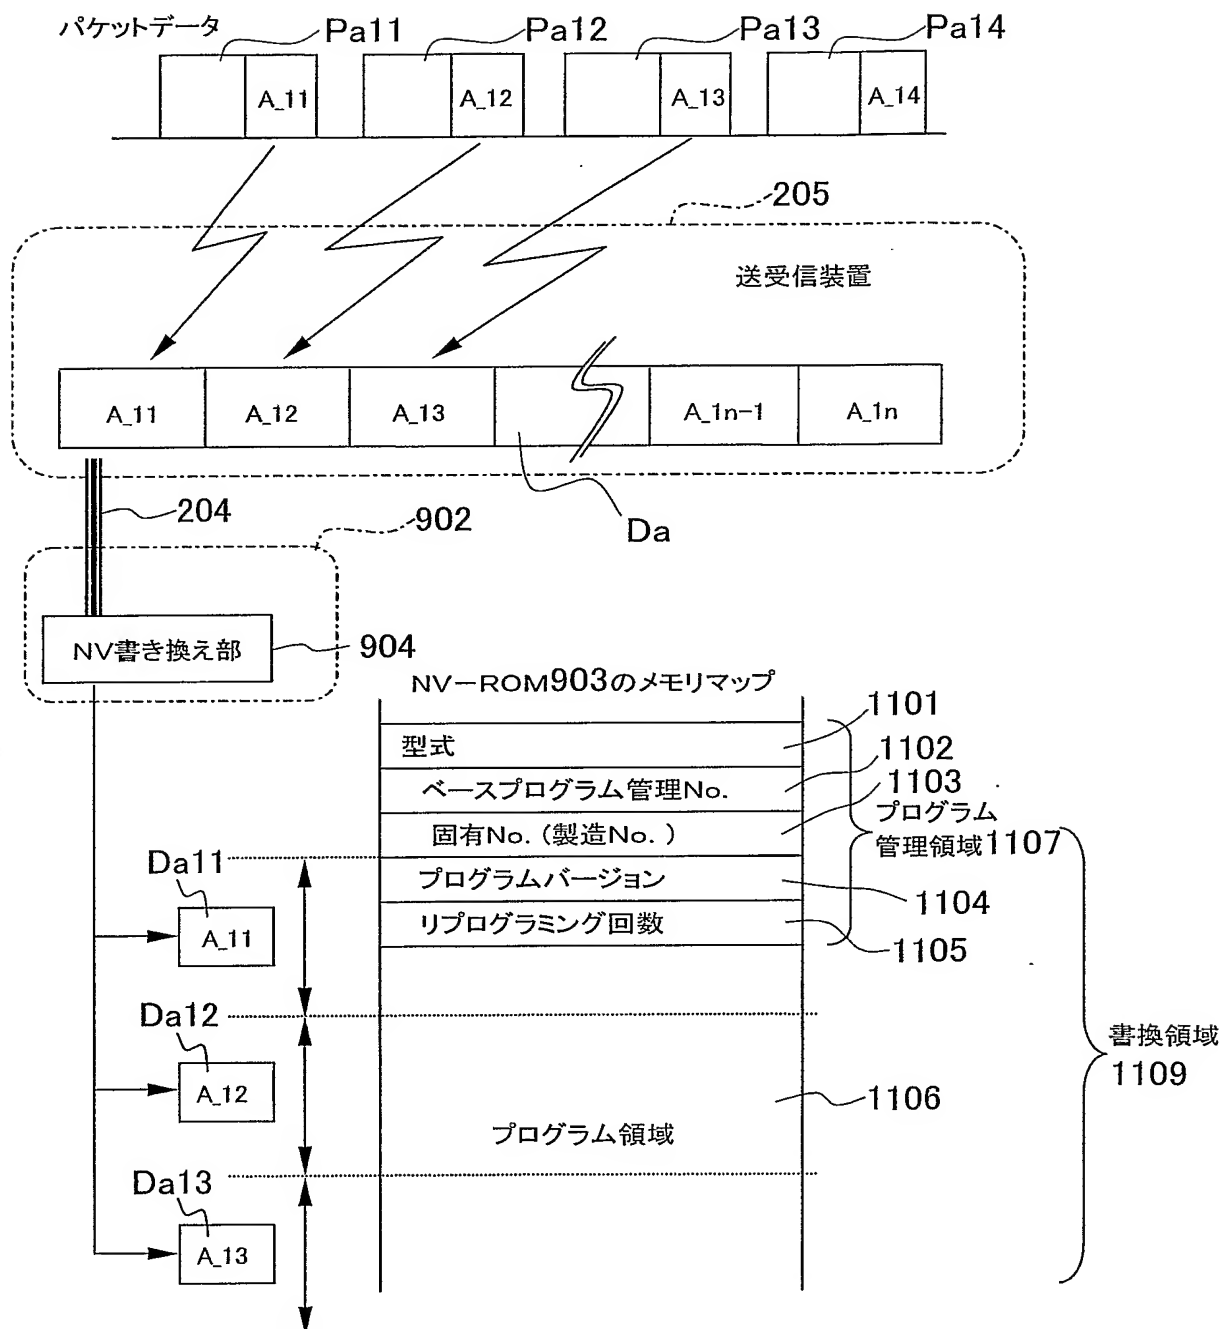 パケットデータ
Pa11
Pa12
Pa13
Pa14
A_11
A_12
A_13
A_14
205
送受信装置
A_11
A_12
A_13
A_1n-1
A_1n
204
902
Da
NV書き換え部
904
NV－ROM903のメモリマップ
1101
型式
1102
ベースプログラム管理No.
1103
固有No.(製造No.)
プログラム
管理領域1107
Da11
プログラムバージョン
1104
A_11
リプログラミング回数
1105
Da12
書換領域
1109
A_12
1106
プログラム領域
Da13
A_13